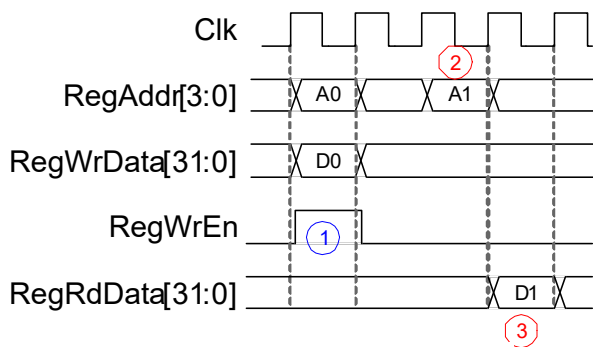 Clk
2
RegAddr[3:0] A0 A1
RegWrData[31:0] D0
RegWrEn 1
RegRdData[31:0] D1
3